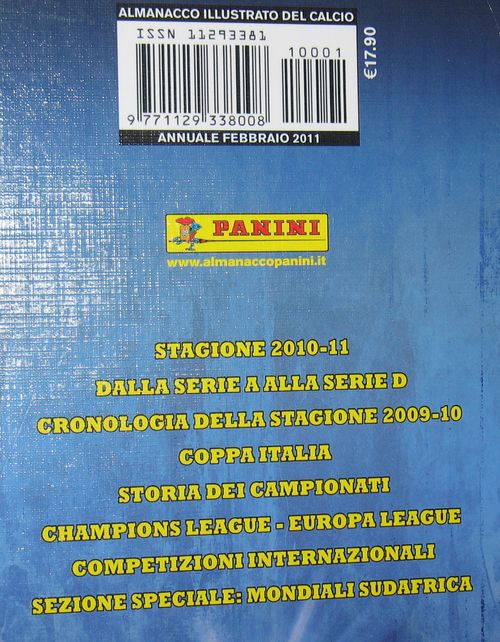 ALMANACCO ILLUSTRATO DEL CALCIO
ISSN 11293381
10001
€17.90
9 771129 338008
ANNUALE FEBBRAIO 2011
PANINI
www.almanaccopanini.it
STAGIONE 2010-11
DALLA SERIE A ALLA SERIE D
CRONOLOGIA DELLA STAGIONE 2009-10
COPPA ITALIA
STORIA DEI CAMPIONATI
CHAMPIONS LEAGUE - EUROPA LEAGUE
COMPETIZIONI INTERNAZIONALI
SEZIONE SPECIALE: MONDIALI SUDAFRICA